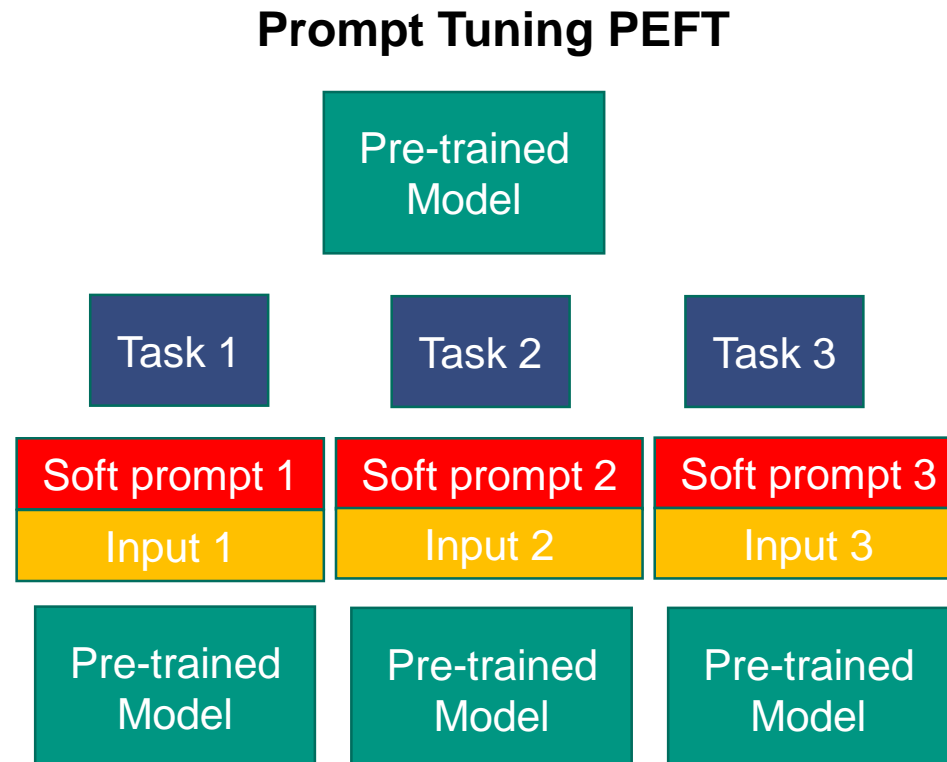 Prompt Tuning PEFT
Pre-trained
Model
Task 1
Task 2
Task 3
Soft prompt 1
Soft prompt 2
Soft prompt 3
Input 1
Input 2
Input 3
Pre-trained
Model
Pre-trained
Model
Pre-trained
Model